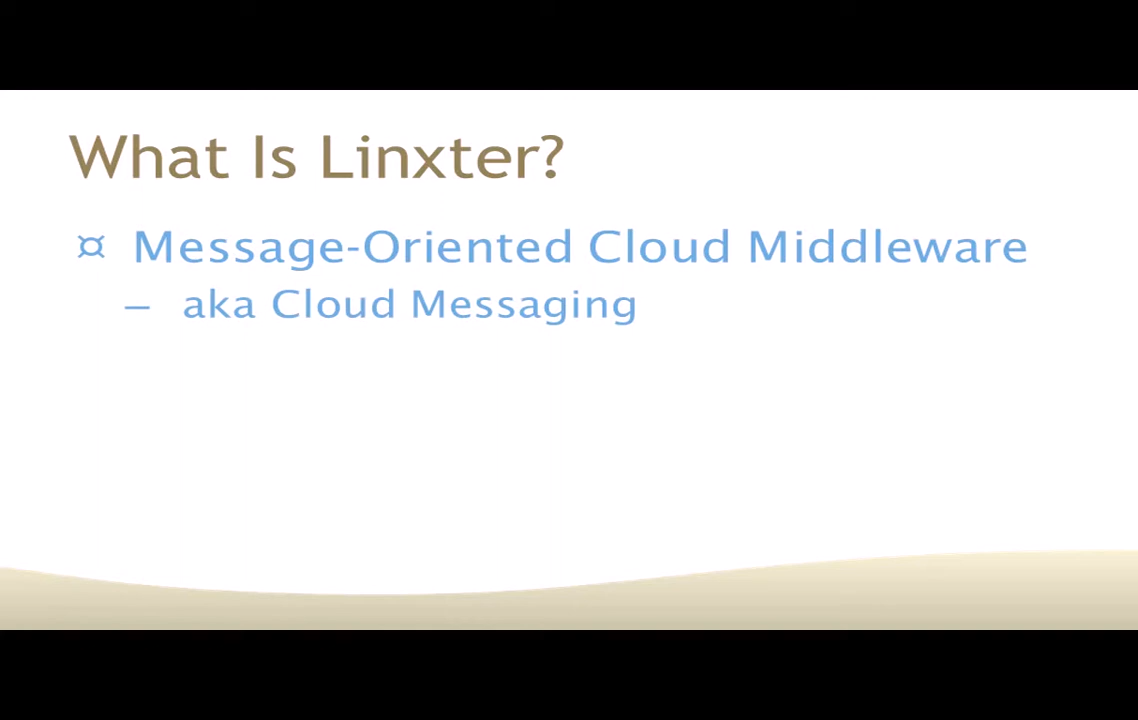 What Is Linxter?
¤ Message-Oriented Cloud Middleware
– aka Cloud Messaging